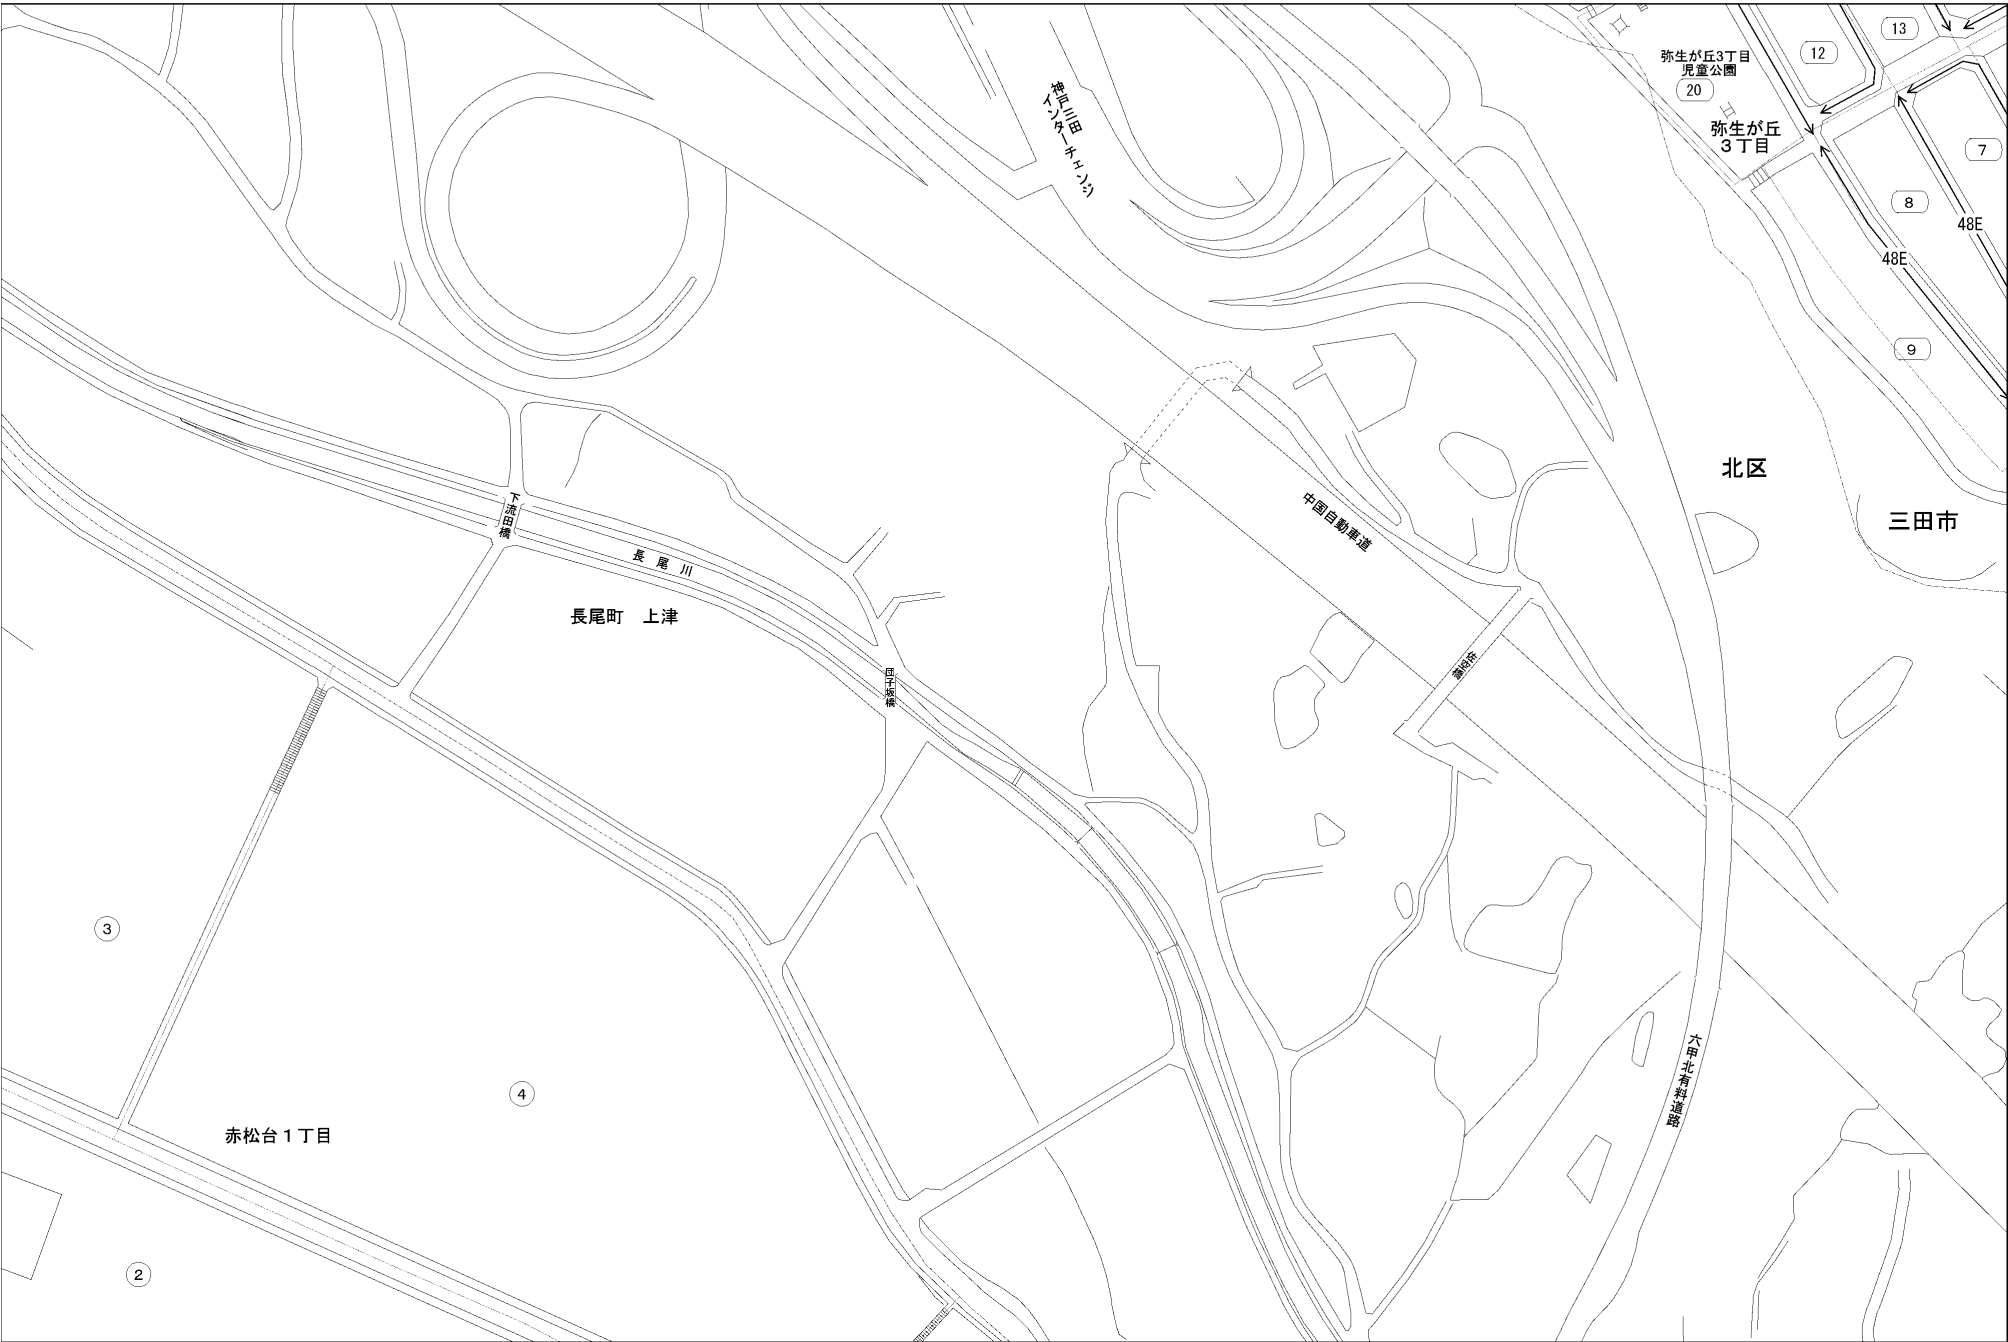 13
12
弥生が丘3丁目
児童公園
20
弥生が丘
3丁目
7
8
48E
48E
9
神戸三田
インターチェンジ
北区
三田市
中国自動車道
下流田橋
長尾川
長尾町　上津
団子坂橋
3
4
赤松台1丁目
2
六甲北有料道路